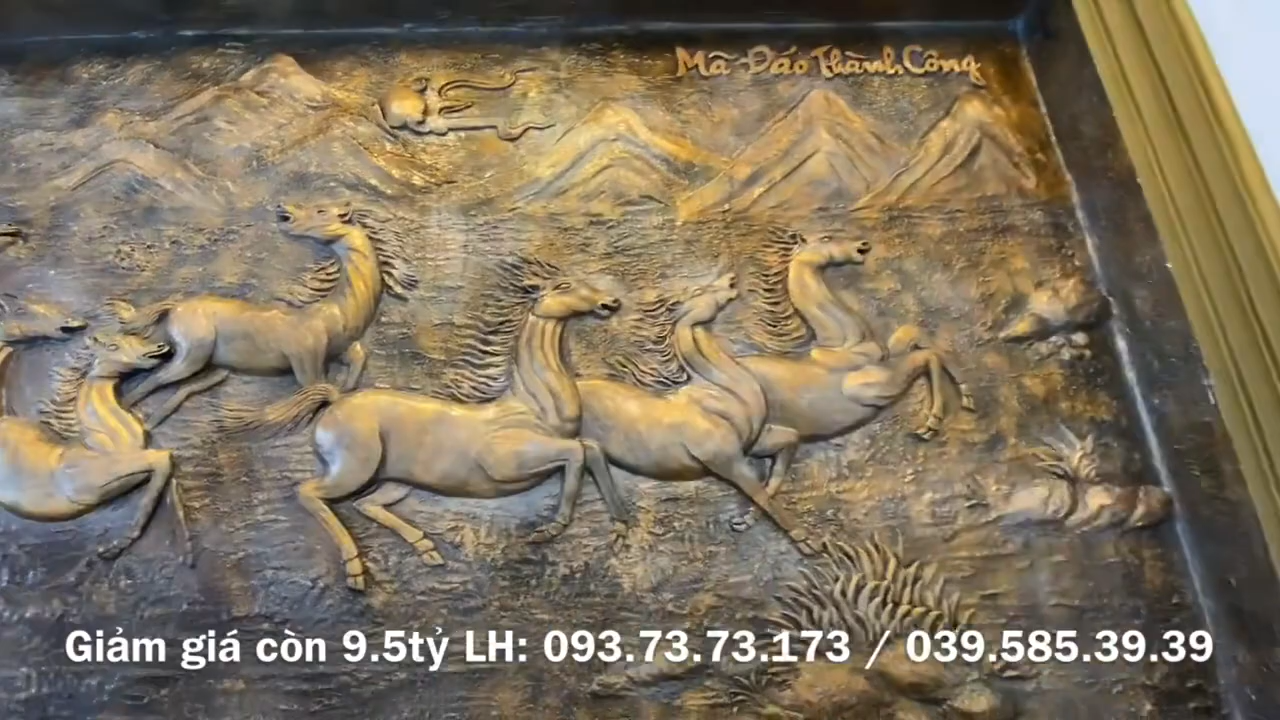 Mã Đáo Thành Công
Giảm giá còn 9.5tỷ LH: 093.73.73.173 / 039.585.39.39